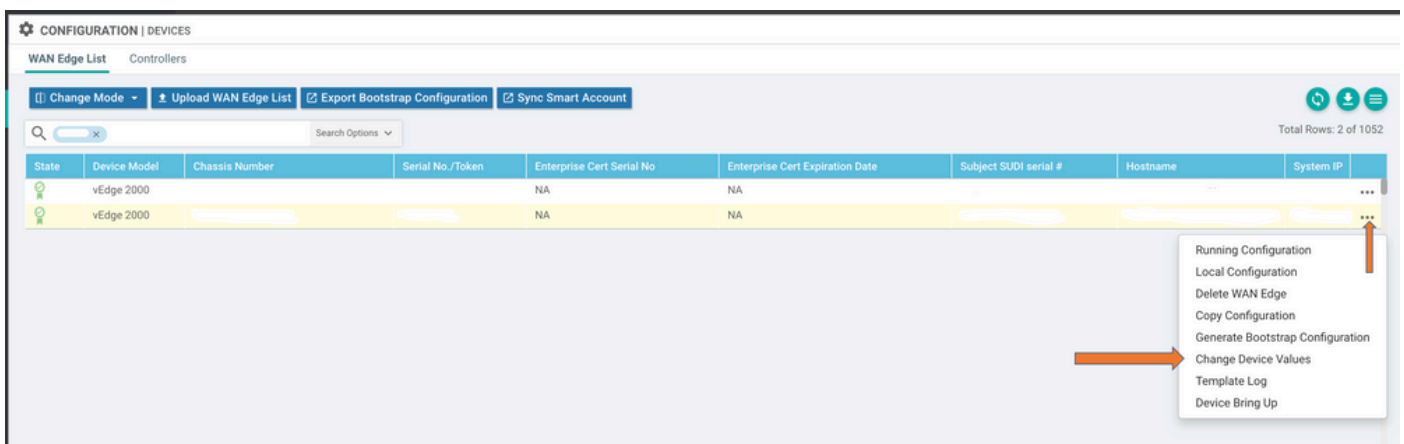 CONFIGURATION | DEVICES
WAN Edge List Controllers
Change Mode Upload WAN Edge List Export Bootstrap Configuration Sync Smart Account
Search Options Total Rows: 2 of 1052
State Device Model Chassis Number Serial No./Token Enterprise Cert Serial No Enterprise Cert Expiration Date Subject SUDI serial # Hostname System IP
vEdge 2000 NA NA
vEdge 2000 NA NA
Running Configuration
Local Configuration
Delete WAN Edge
Copy Configuration
Generate Bootstrap Configuration
Change Device Values
Template Log
Device Bring Up